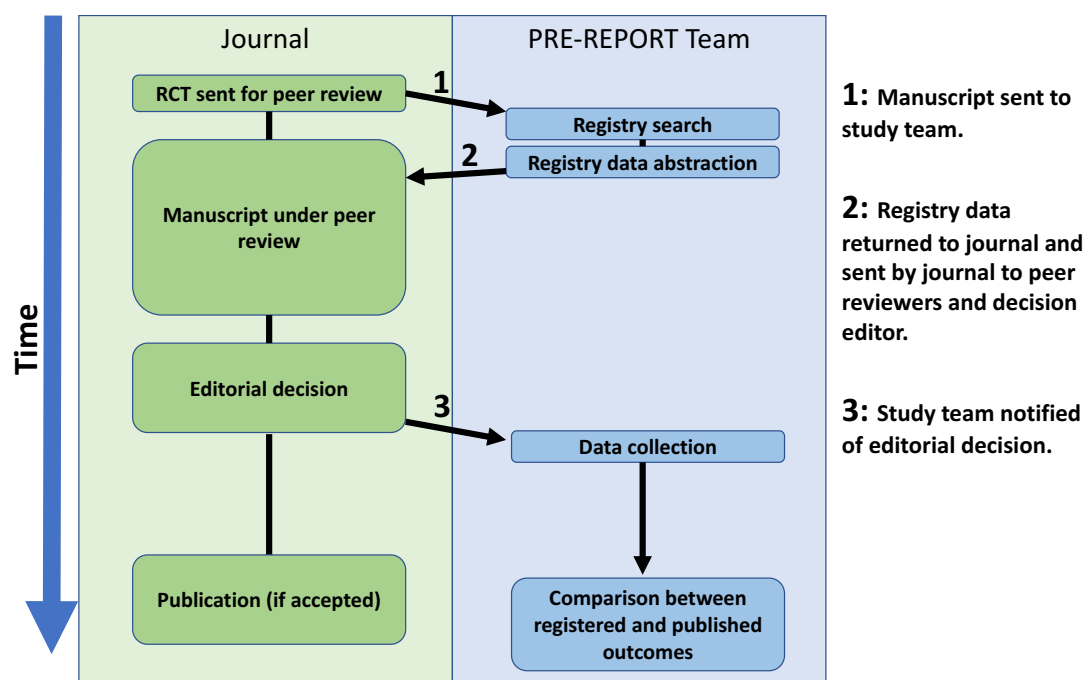 Journal
PRE-REPORT Team
RCT sent for peer review
1
Registry search
2
Registry data abstraction
Manuscript under peer
review
Time
Editorial decision
3
Data collection
Publication (if accepted)
Comparison between
registered and published
outcomes
1: Manuscript sent to
study team.
2: Registry data
returned to journal and
sent by journal to peer
reviewers and decision
editor.
3: Study team notified
of editorial decision.